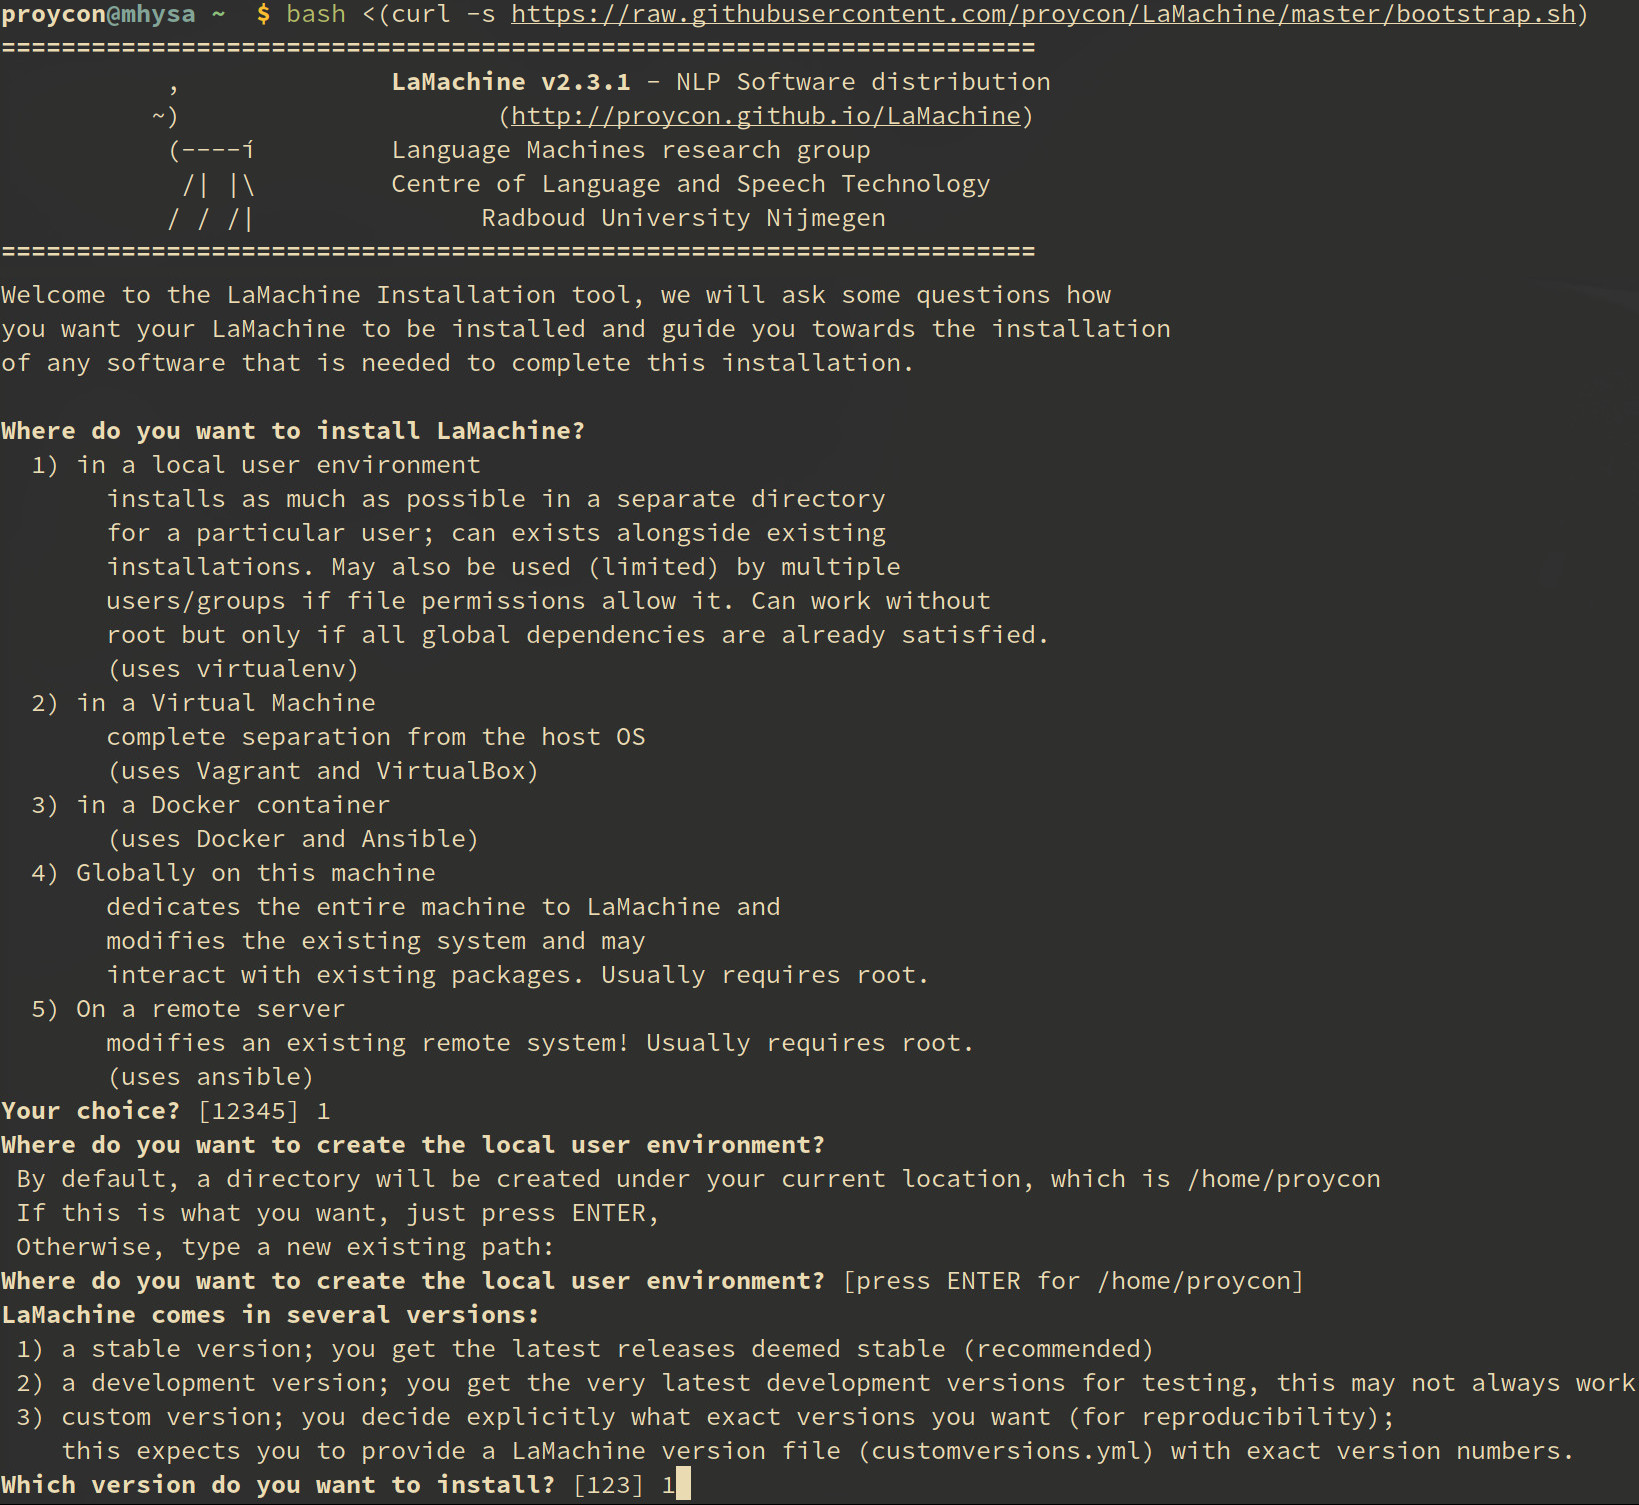 proycon@mhysa ~  $ bash <(curl -s https://raw.githubusercontent.com/proycon/LaMachine/master/bootstrap.sh)
=====================================================================
           ,              LaMachine v2.3.1 - NLP Software distribution
          ~)                     (http://proycon.github.io/LaMachine)
           (----í         Language Machines research group
            /| |\         Centre of Language and Speech Technology
           / / /|               Radboud University Nijmegen
=====================================================================
Welcome to the LaMachine Installation tool, we will ask some questions how
you want your LaMachine to be installed and guide you towards the installation
of any software that is needed to complete this installation.

Where do you want to install LaMachine?
  1) in a local user environment
       installs as much as possible in a separate directory
       for a particular user; can exists alongside existing
       installations. May also be used (limited) by multiple
       users/groups if file permissions allow it. Can work without
       root but only if all global dependencies are already satisfied.
       (uses virtualenv)
  2) in a Virtual Machine
       complete separation from the host OS
       (uses Vagrant and VirtualBox)
  3) in a Docker container
       (uses Docker and Ansible)
  4) Globally on this machine
       dedicates the entire machine to LaMachine and
       modifies the existing system and may
       interact with existing packages. Usually requires root.
  5) On a remote server
       modifies an existing remote system! Usually requires root.
       (uses ansible)
Your choice? [12345] 1
Where do you want to create the local user environment?
 By default, a directory will be created under your current location, which is /home/proycon
 If this is what you want, just press ENTER,
 Otherwise, type a new existing path:
Where do you want to create the local user environment? [press ENTER for /home/proycon]
LaMachine comes in several versions:
 1) a stable version; you get the latest releases deemed stable (recommended)
 2) a development version; you get the very latest development versions for testing, this may not always work
 3) custom version; you decide explicitly what exact versions you want (for reproducibility);
    this expects you to provide a LaMachine version file (customversions.yml) with exact version numbers.
Which version do you want to install? [123] 1